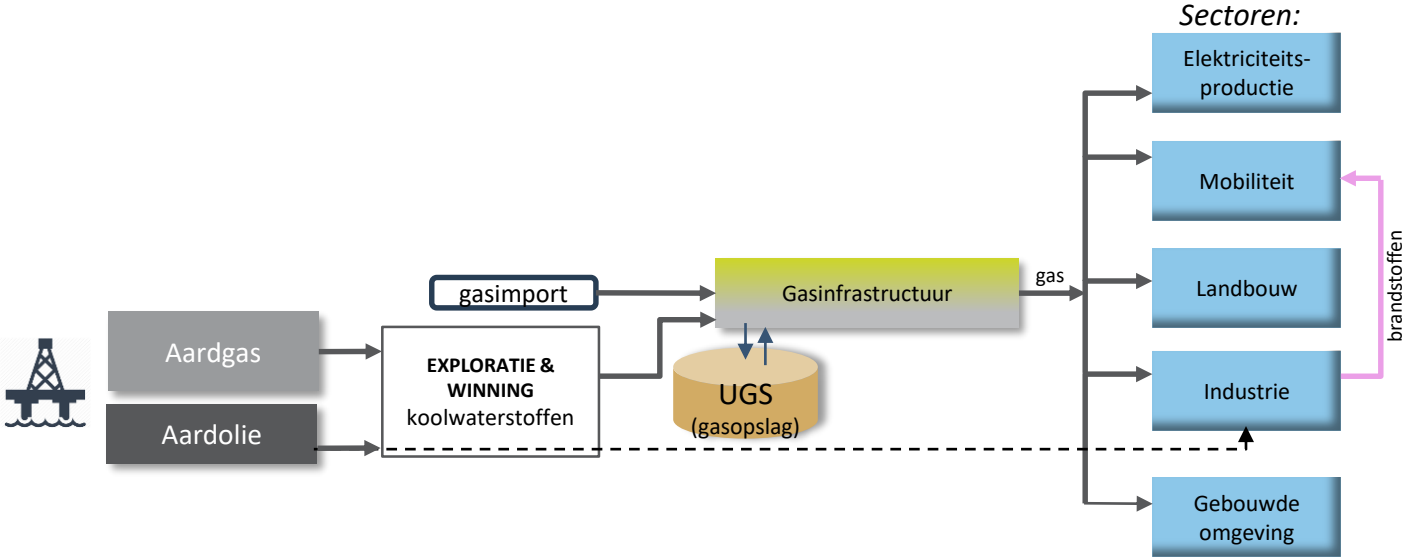 Sectoren:
Elektriciteits-
productie
Mobiliteit
brandstoffen
Landbouw
gas
Gasinfrastructuur
gasimport
Aardgas
EXPLORATIE &
WINNING
koolwaterstoffen
UGS
(gasopslag)
Industrie
Aardolie
Gebouwde
omgeving